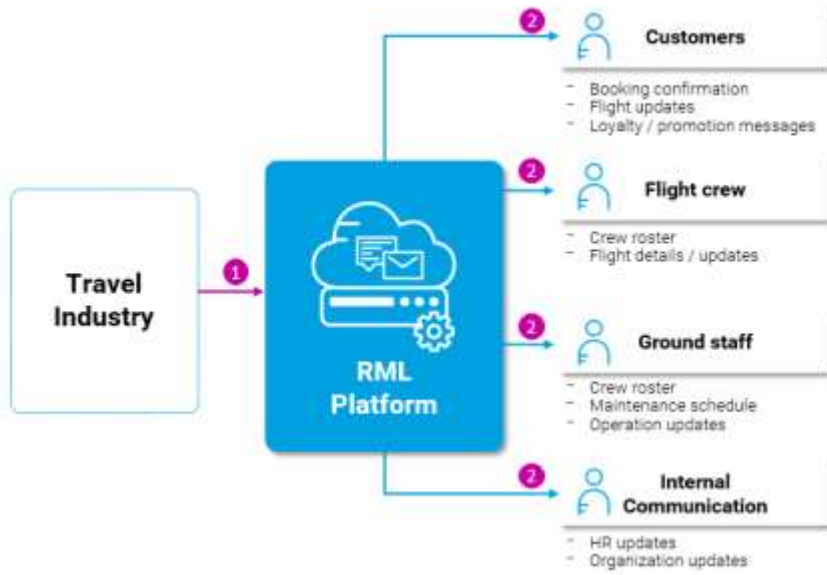 2
Customers
- Booking confirmation
- Flight updates
- Loyalty / promotion messages
2
Flight crew
- Crew roster
- Flight details / updates
Travel
Industry
1
RML
Platform
2
Ground staff
- Crew roster
- Maintenance schedule
- Operation updates
2
Internal
Communication
- HR updates
- Organization updates